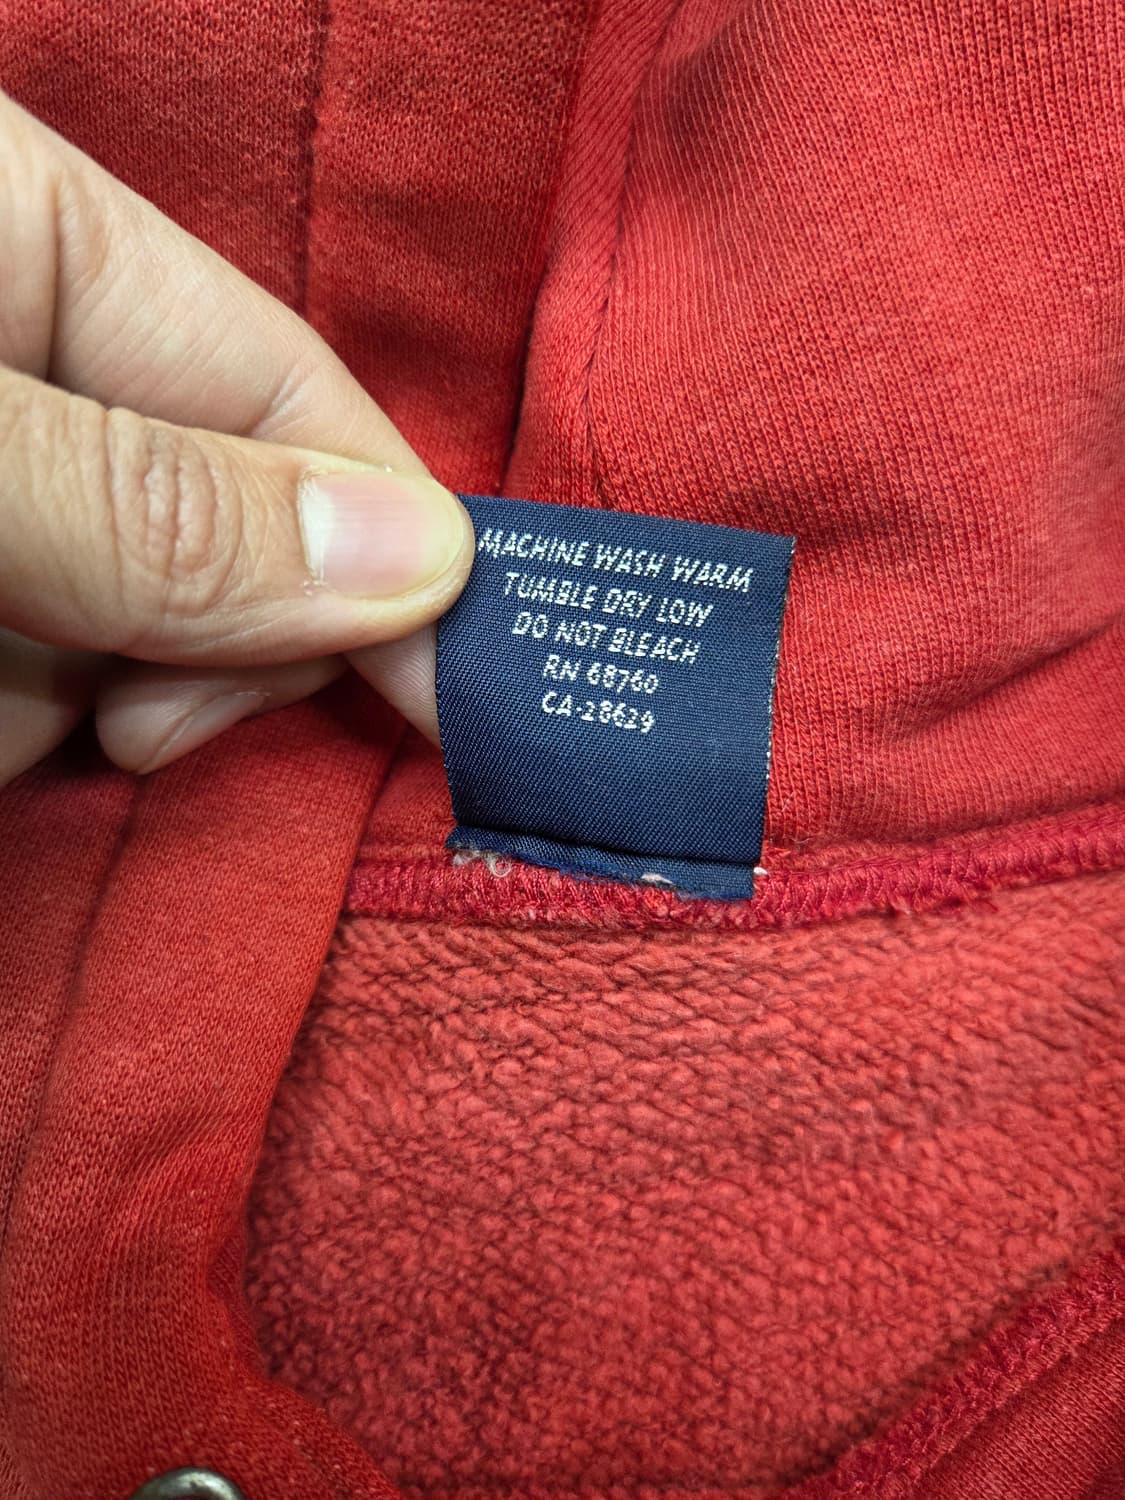 MACHINE WASH WARM
TUMBLE DRY LOW
DO NOT BLEACH
RN 68760
CA-28629